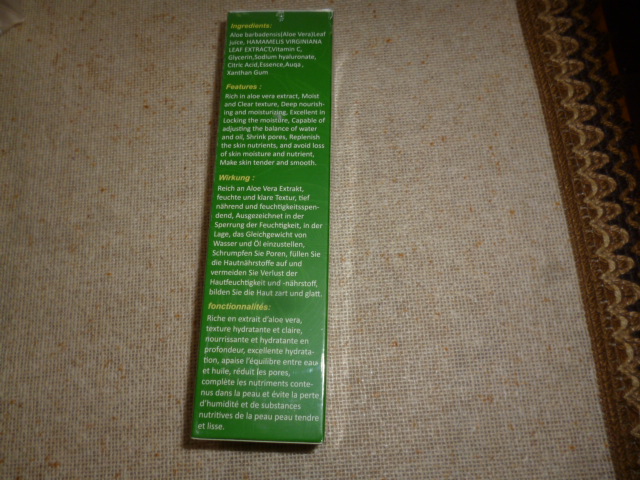 Ingredients:
Aloe barbadensis(Aloe Vera)Leaf
Juice, HAMAMELIS VIRGINIANA
LEAF EXTRACT,Vitamin C,
Glycerin,Sodium hyaluronate,
Citric Acid,Essence,Auqa ,
Xanthan Gum
Features :
Rich in aloe vera extract, Moist
and Clear texture, Deep nourish-
ing and moisturising, Excellent in
Locking the moisture, Capable of
adjusting the balance of water
and oil, Shrink pores, Replenish
the skin nutrients, and avoid loss
of skin moisture and nutrient,
Make skin tender and smooth.
Wirkung :
Reich an Aloe Vera Extrakt,
feuchte und klare Textur, tief
nährend und feuchtigkeitsspen-
dend, Ausgezeichnet in der
Sperrung der Feuchtigkeit, in der
Lage, das Gleichgewicht von
Wasser und Öl einzustellen,
Schrumpfen Sie Poren, füllen Sie
die Hautnährstoffe auf und
vermeiden Sie Verlust der
Hautfeuchtigkeit und -nährstoff,
bilden Sie die Haut zart und glatt.
fonctionnalités:
Riche en extrait d'aloe vera,
texture hydratante et claire,
nourrissante et hydratante en
profondeur, excellente hydrata-
tion, apaise l'équilibre entre eau
et huile, réduit les pores,
complète les nutriments conte-
nus dans la peau et évite la perte
d'humidité et de substances
nutritives de la peau peau tendre
et lisse.